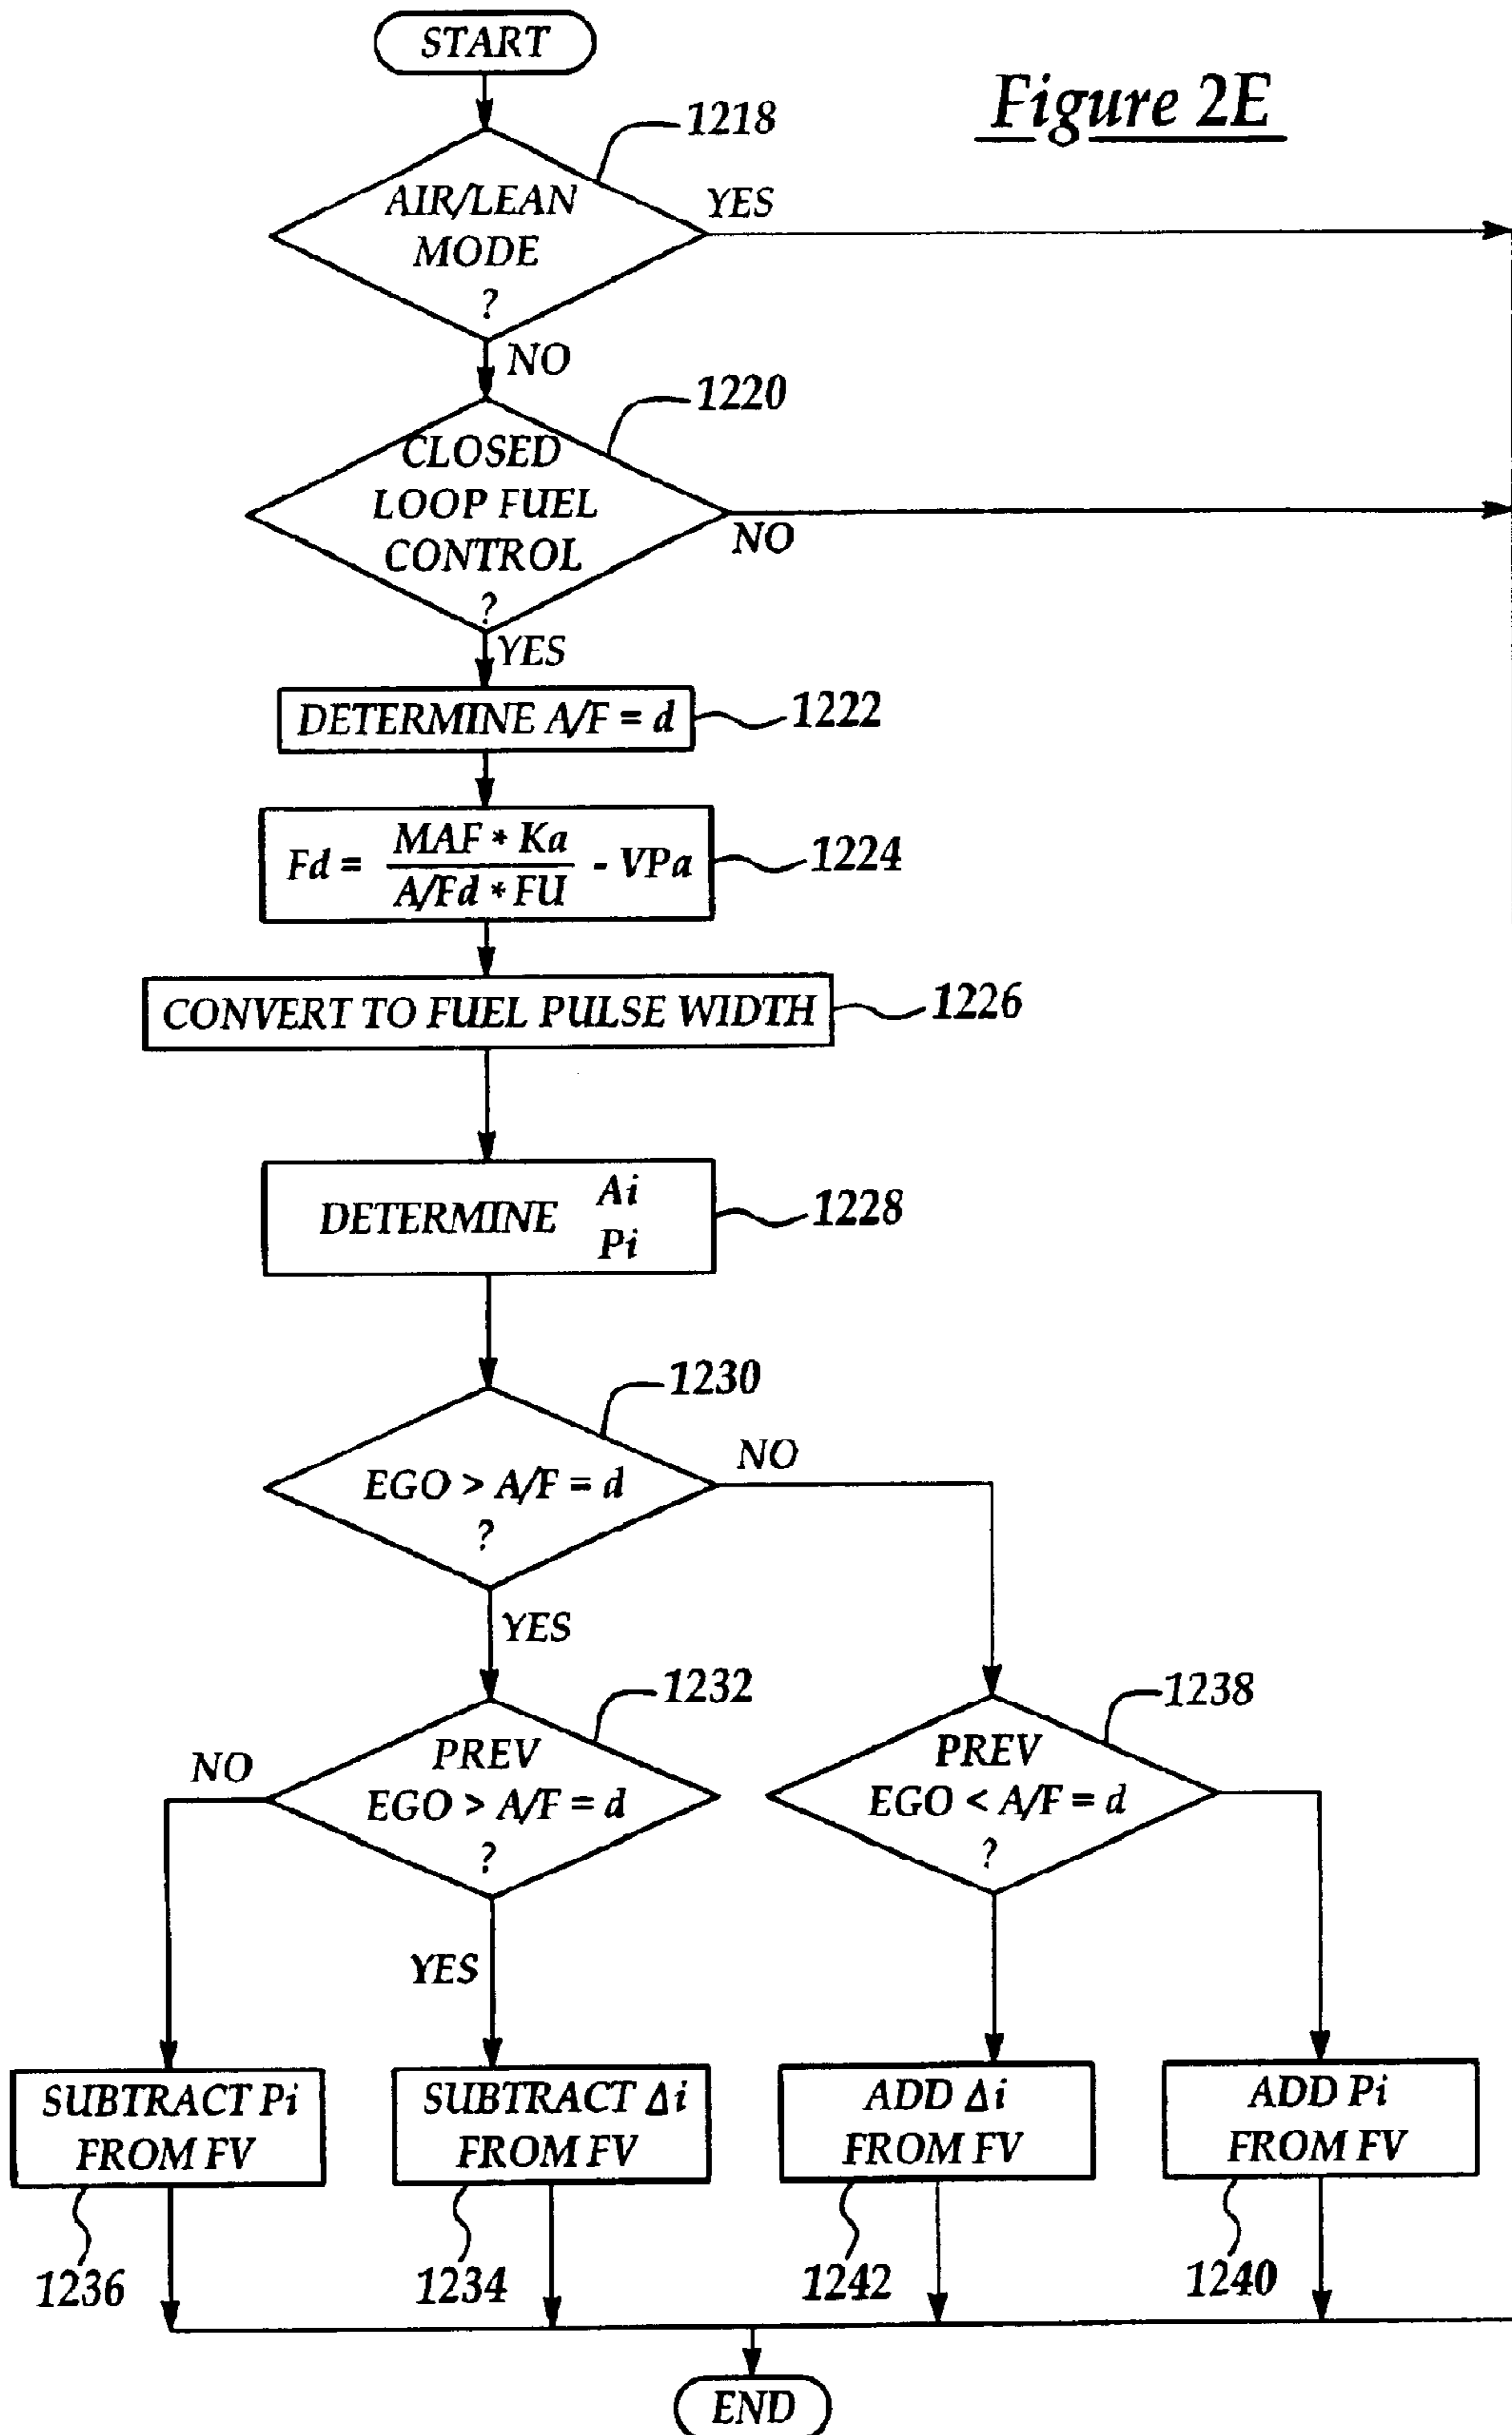 START
Figure 2E
1218
AIR/LEAN
MODE
?
YES
NO
1220
CLOSED
LOOP FUEL
CONTROL
?
NO
YES
DETERMINE A/F = d
1222
Fd = MAF * Ka / A/Fd * FU - VPa
1224
CONVERT TO FUEL PULSE WIDTH
1226
DETERMINE Ai
Pi
1228
1230
EGO > A/F = d
?
NO
YES
1232
PREV
EGO > A/F = d
?
NO
YES
1238
PREV
EGO < A/F = d
?
SUBTRACT Pi
FROM FV
SUBTRACT Δi
FROM FV
ADD Δi
FROM FV
ADD Pi
FROM FV
1236
1234
1242
1240
END